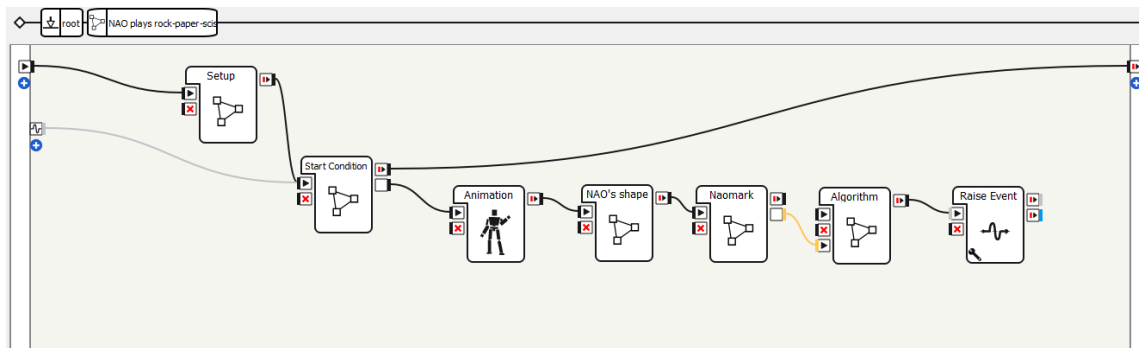 root
NAO plays rock-paper-scis
Setup
Start Condition
Animation
NAO's shape
Naomark
Algorithm
Raise Event